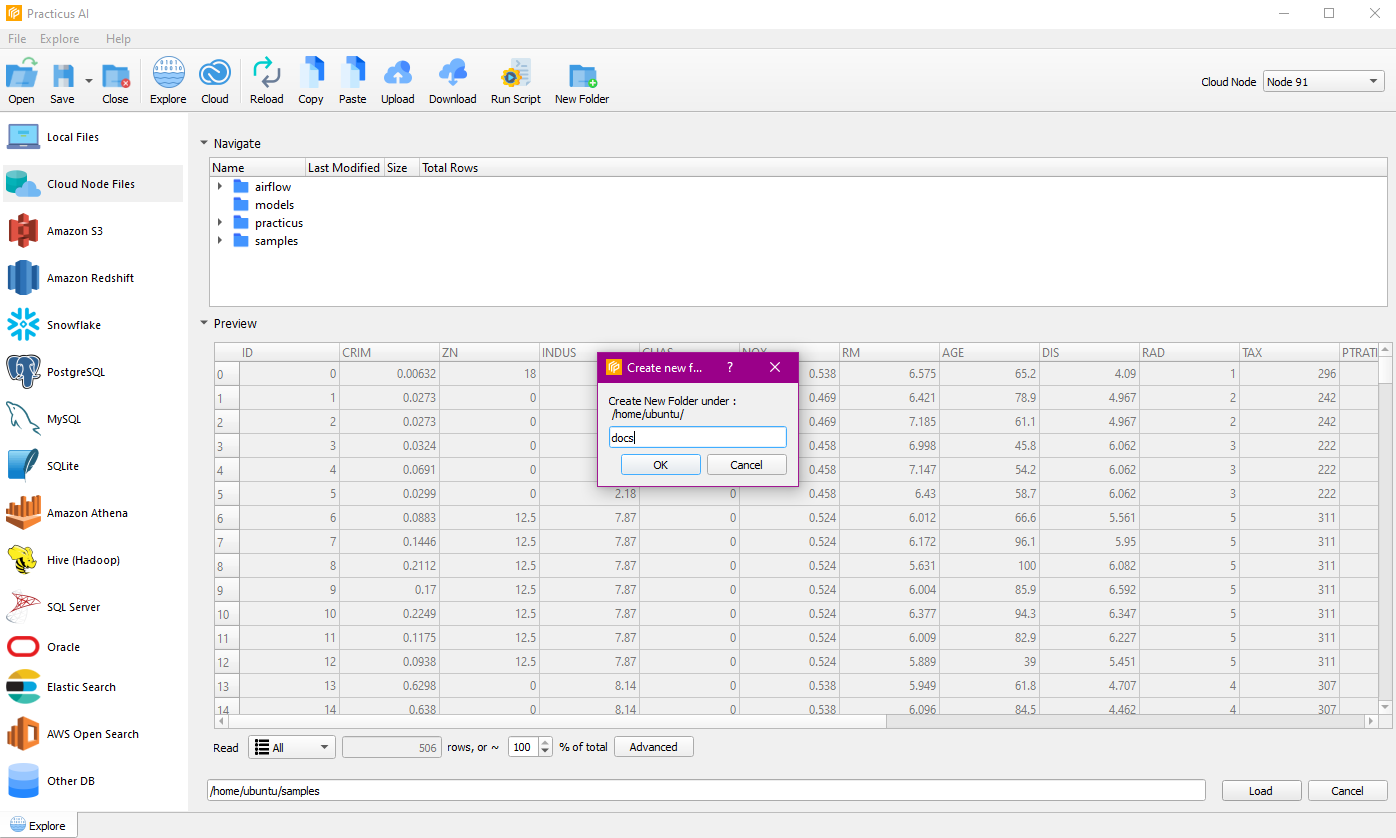 Practicus AI
File Explore Help
Open Save Close Explore Cloud Reload Copy Paste Upload Download Run Script New Folder
Cloud Node Node 91
Local Files
Cloud Node Files
Amazon S3
Amazon Redshift
Snowflake
PostgreSQL
MySQL
SQLite
Amazon Athena
Hive (Hadoop)
SQL Server
Oracle
Elastic Search
AWS Open Search
Other DB
Navigate
Name Last Modified Size Total Rows
airflow
models
practicus
samples
Preview
ID CRIM ZN INDUS CHAS NOX RM AGE DIS RAD TAX PTRATI
0 0 0.00632 18 0.538 6.575 65.2 4.09 1 296
1 1 0.0273 0 0.469 6.421 78.9 4.967 2 242
2 2 0.0273 0 0.469 7.185 61.1 4.967 2 242
3 3 0.0324 0 0.458 6.998 45.8 6.062 3 222
4 4 0.0691 0 0.458 7.147 54.2 6.062 3 222
5 5 0.0299 0 2.18 0 0.458 6.43 58.7 6.062 3 222
6 6 0.0883 12.5 7.87 0 0.524 6.012 66.6 5.561 5 311
7 7 0.1446 12.5 7.87 0 0.524 6.172 96.1 5.95 5 311
8 8 0.2112 12.5 7.87 0 0.524 5.631 100 6.082 5 311
9 9 0.17 12.5 7.87 0 0.524 6.004 85.9 6.592 5 311
10 10 0.2249 12.5 7.87 0 0.524 6.377 94.3 6.347 5 311
11 11 0.1175 12.5 7.87 0 0.524 6.009 82.9 6.227 5 311
12 12 0.0938 12.5 7.87 0 0.524 5.889 39 5.451 5 311
13 13 0.6298 0 8.14 0 0.538 5.949 61.8 4.707 4 307
14 14 0.638 0 8.14 0 0.538 6.096 84.5 4.462 4 307
Create new f... ?
Create New Folder under :
/home/ubuntu/
docs
OK Cancel
Read All 506 rows, or ~ 100 % of total Advanced
/home/ubuntu/samples Load Cancel
Explore